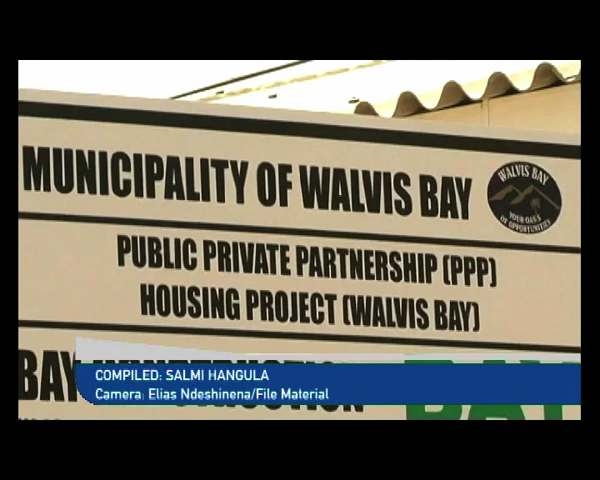 MUNICIPALITY OF WALVIS BAY
WALVIS BAY
YOUR OASIS
OF OPPORTUNITIES
PUBLIC PRIVATE PARTNERSHIP (PPP)
HOUSING PROJECT (WALVIS BAY)
BAY
COMPILED: SALMI HANGULA
Camera: Elias Ndeshinena/File Material